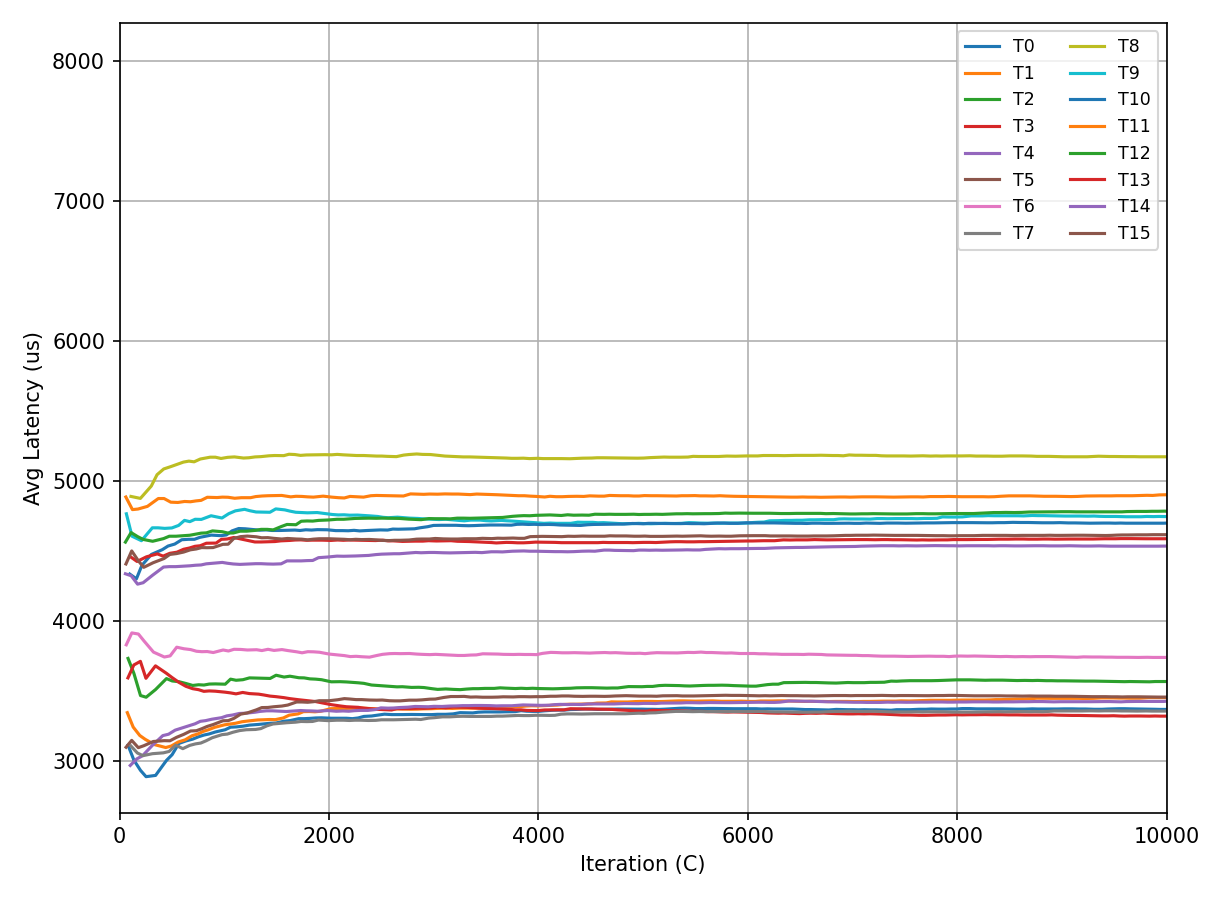 8000
7000
6000
5000
4000
3000
Avg Latency (us)
0 2000 4000 6000 8000 10000
Iteration (C)
T0 T8
T1 T9
T2 T10
T3 T11
T4 T12
T5 T13
T6 T14
T7 T15